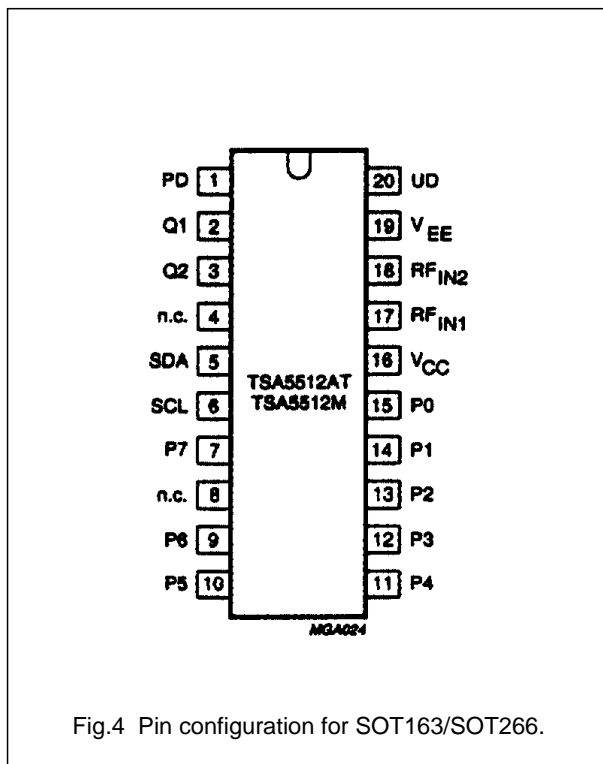 PD 1 20 UD
Q1 2 19 VEE
Q2 3 18 RFIN2
n.c. 4 17 RFIN1
SDA 5 16 VCC
TSA5512AT
TSA5512M
SCL 6 15 P0
P7 7 14 P1
n.c. 8 13 P2
P6 9 12 P3
P5 10 11 P4
MGA024
Fig.4 Pin configuration for SOT163/SOT266.